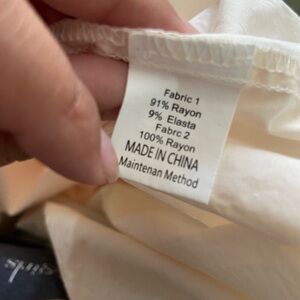 Fabric 1
91% Rayon
9% Elasta
Fabrc 2
100% Rayon
MADE IN CHINA
Maintenan Method